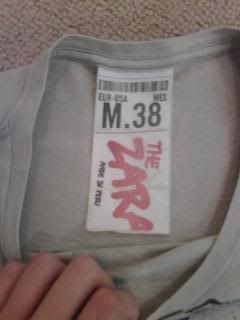 EUR-USA MEX
M.38
THE
ZARA
MADE IN PERU